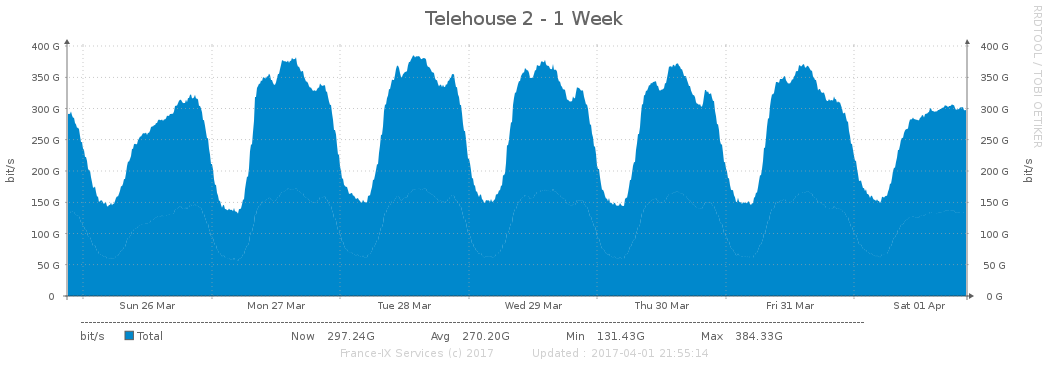 Telehouse 2 - 1 Week
RRDTOOL / TOBI OETIKER
400 G 400 G
350 G 350 G
300 G 300 G
250 G 250 G
200 G 200 G
150 G 150 G
100 G 100 G
50 G 50 G
0 0 G
bit/s bit/s
Sun 26 Mar Mon 27 Mar Tue 28 Mar Wed 29 Mar Thu 30 Mar Fri 31 Mar Sat 01 Apr
bit/s Total Now 297.24G Avg 270.20G Min 131.43G Max 384.33G
France-IX Services (c) 2017 Updated : 2017-04-01 21:55:14